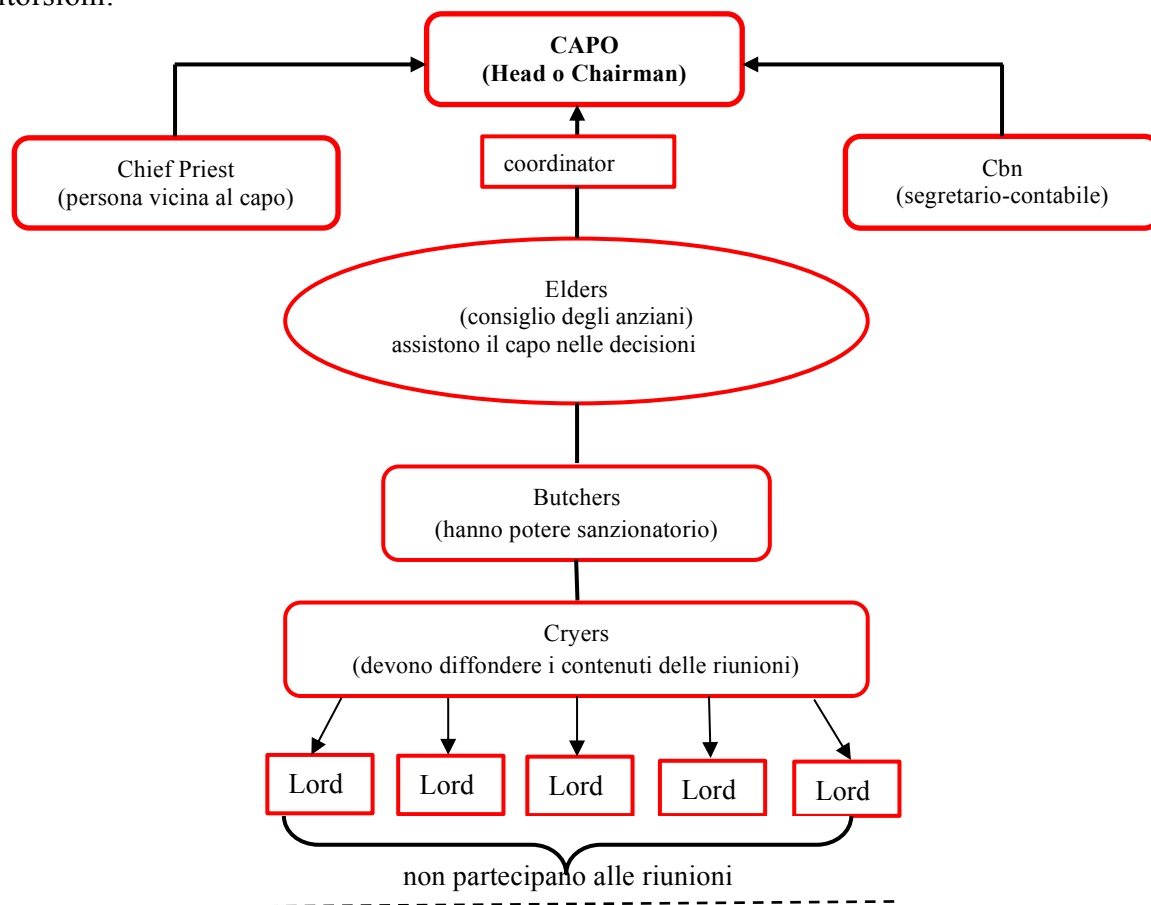 CAPO
(Head o Chairman)
Chief Priest
(persona vicina al capo)
coordinator
Cbn
(segretario-contabile)
Elders
(consiglio degli anziani)
assistono il capo nelle decisioni
Butchers
(hanno potere sanzionatorio)
Cryers
(devono diffondere i contenuti delle riunioni)
Lord
Lord
Lord
Lord
Lord
non partecipano alle riunioni